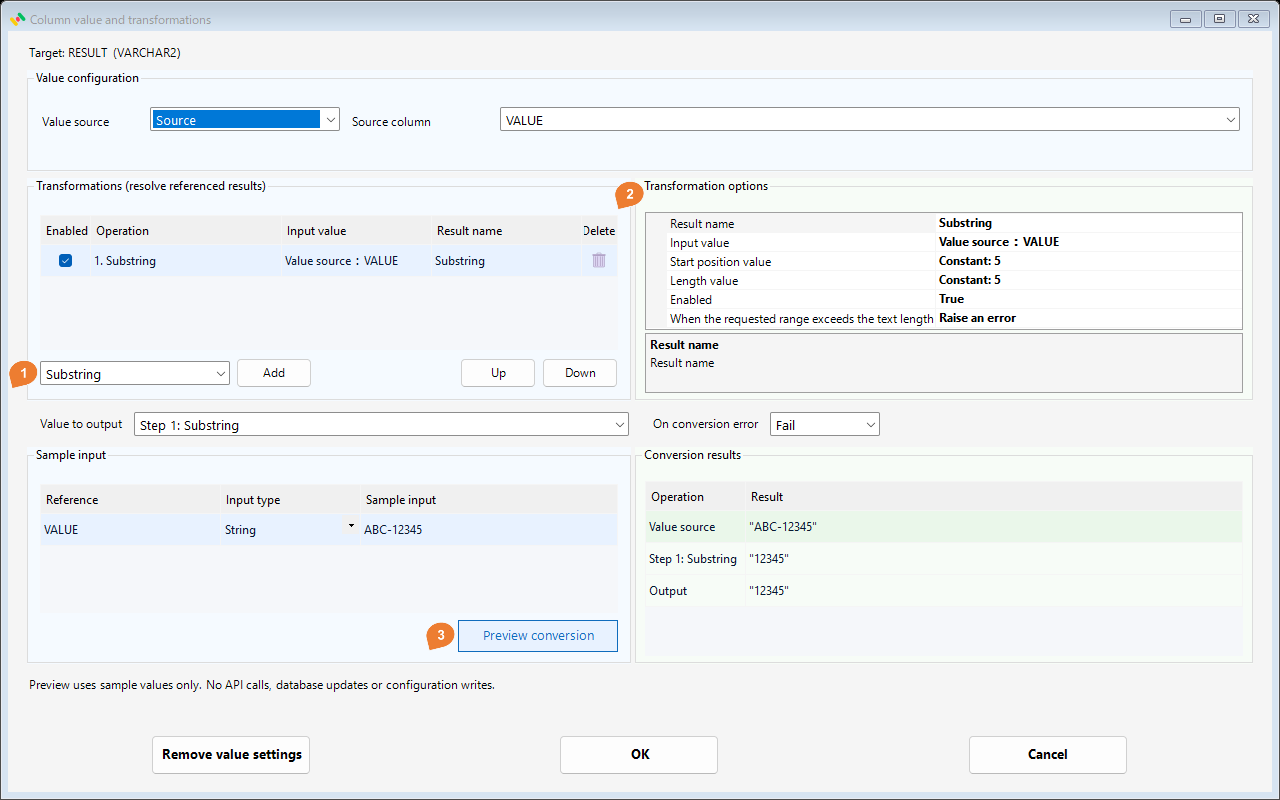 Column value and transformations
Target: RESULT (VARCHAR2)
Value configuration
Value source
Source
Source column
VALUE
Transformations (resolve referenced results)
Enabled Operation Input value Result name Delete
1. Substring Value source : VALUE Substring
1
Substring
Add
Up
Down
2
Transformation options
Result name Substring
Input value Value source : VALUE
Start position value Constant: 5
Length value Constant: 5
Enabled True
When the requested range exceeds the text length Raise an error
Result name
Result name
Value to output
Step 1: Substring
On conversion error
Fail
Sample input
Reference Input type Sample input
VALUE String ABC-12345
3
Preview conversion
Conversion results
Operation Result
Value source "ABC-12345"
Step 1: Substring "12345"
Output "12345"
Preview uses sample values only. No API calls, database updates or configuration writes.
Remove value settings
OK
Cancel